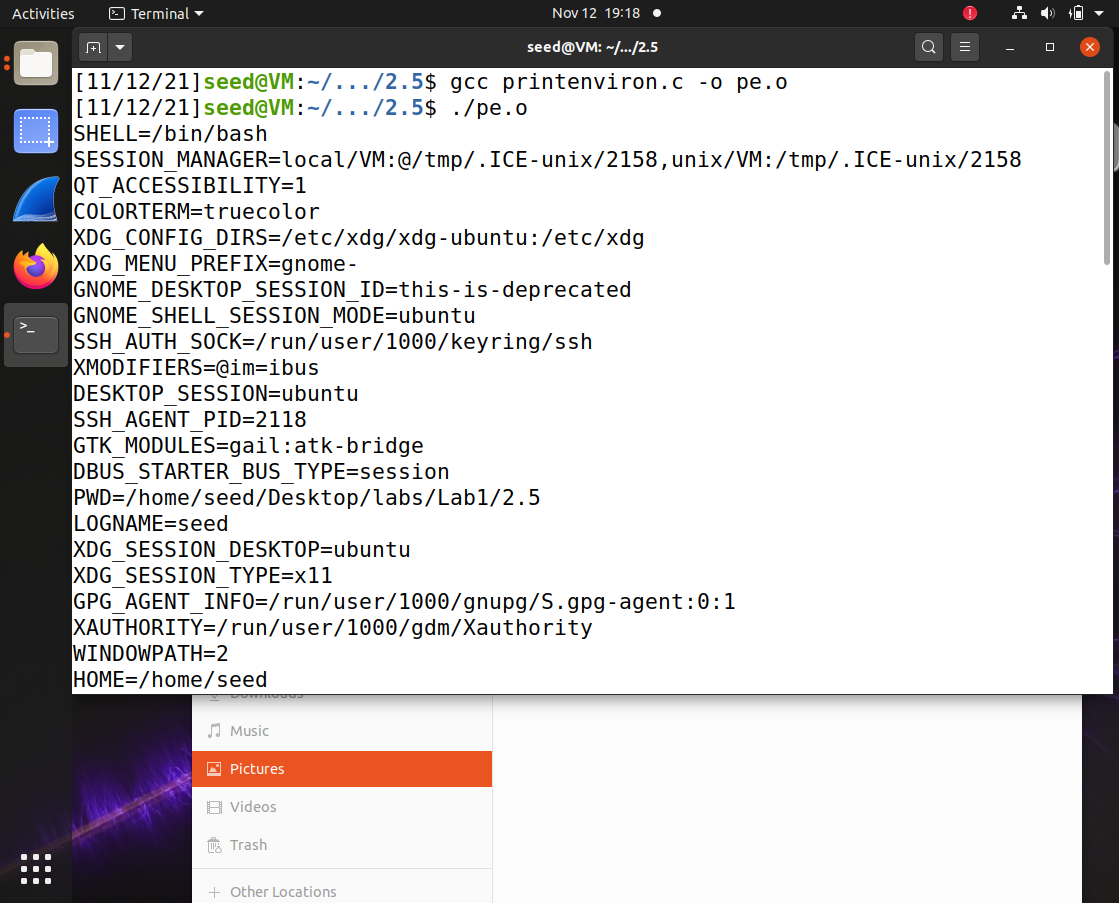 Activities
Terminal
Nov 12 19:18
seed@VM: ~/.../2.5
[11/12/21]seed@VM:~/.../2.5$ gcc printenviron.c -o pe.o
[11/12/21]seed@VM:~/.../2.5$ ./pe.o
SHELL=/bin/bash
SESSION_MANAGER=local/VM:@/tmp/.ICE-unix/2158,unix/VM:/tmp/.ICE-unix/2158
QT_ACCESSIBILITY=1
COLORTERM=truecolor
XDG_CONFIG_DIRS=/etc/xdg/xdg-ubuntu:/etc/xdg
XDG_MENU_PREFIX=gnome-
GNOME_DESKTOP_SESSION_ID=this-is-deprecated
GNOME_SHELL_SESSION_MODE=ubuntu
SSH_AUTH_SOCK=/run/user/1000/keyring/ssh
XMODIFIERS=@im=ibus
DESKTOP_SESSION=ubuntu
SSH_AGENT_PID=2118
GTK_MODULES=gail:atk-bridge
DBUS_STARTER_BUS_TYPE=session
PWD=/home/seed/Desktop/labs/Lab1/2.5
LOGNAME=seed
XDG_SESSION_DESKTOP=ubuntu
XDG_SESSION_TYPE=x11
GPG_AGENT_INFO=/run/user/1000/gnupg/S.gpg-agent:0:1
XAUTHORITY=/run/user/1000/gdm/Xauthority
WINDOWPATH=2
HOME=/home/seed
Downloads
Music
Pictures
Videos
Trash
Other Locations